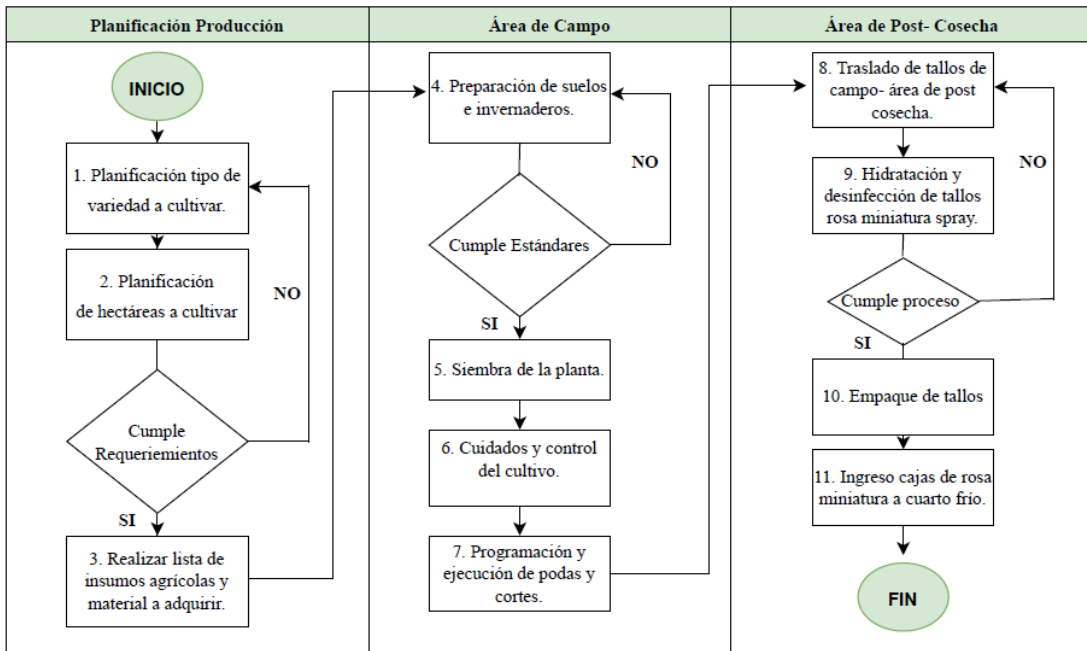 Planificación Producción
INICIO
1. Planificación tipo de
variedad a cultivar.
2. Planificación
de hectáreas a cultivar
NO
Cumple
Requeriemientos
SI
3. Realizar lista de
insumos agrícolas y
material a adquirir.
Área de Campo
4. Preparación de suelos
e invernaderos.
NO
Cumple Estándares
SI
5. Siembra de la planta.
6. Cuidados y control
del cultivo.
7. Programación y
ejecución de podas y
cortes.
Área de Post- Cosecha
8. Traslado de tallos de
campo- área de post
cosecha.
NO
9. Hidratación y
desinfección de tallos
rosa miniatura spray.
Cumple proceso
SI
10. Empaque de tallos
11. Ingreso cajas de rosa
miniatura a cuarto frío.
FIN